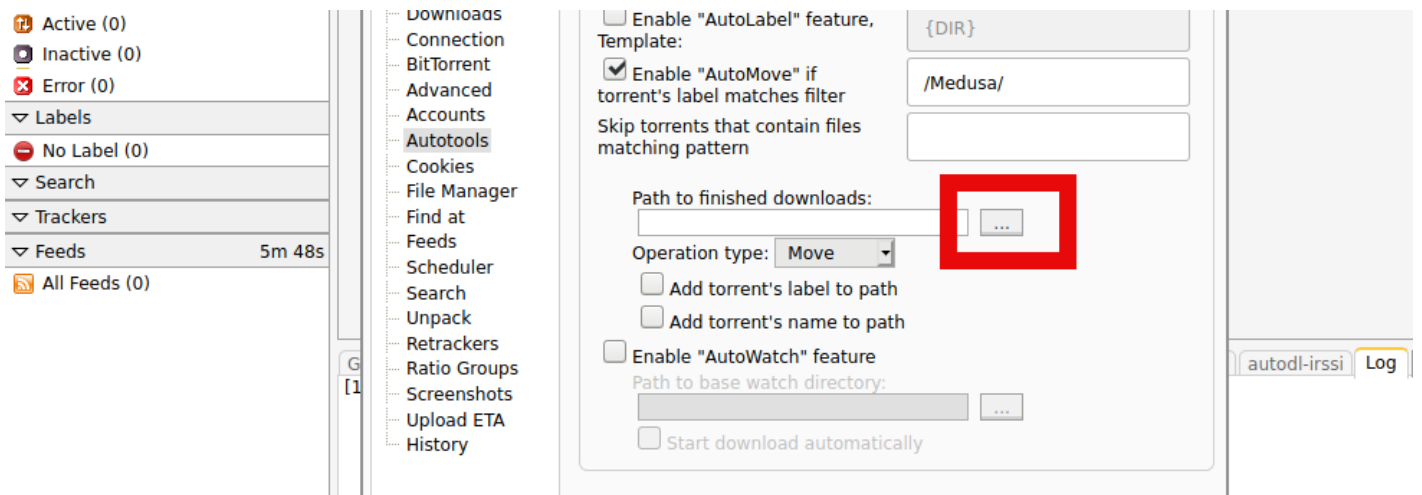 Active (0)
Inactive (0)
Error (0)
Labels
No Label (0)
Search
Trackers
Feeds 5m 48s
All Feeds (0)
Downloads
Connection
BitTorrent
Advanced
Accounts
Autotools
Cookies
File Manager
Find at
Feeds
Scheduler
Search
Unpack
Retrackers
Ratio Groups
Screenshots
Upload ETA
History
G
[1
Enable "AutoLabel" feature,
Template:
{DIR}
Enable "AutoMove" if
torrent's label matches filter
/Medusa/
Skip torrents that contain files
matching pattern
Path to finished downloads:
...
Operation type: Move
Add torrent's label to path
Add torrent's name to path
Enable "AutoWatch" feature
Path to base watch directory:
...
Start download automatically
autodl-irssi Log